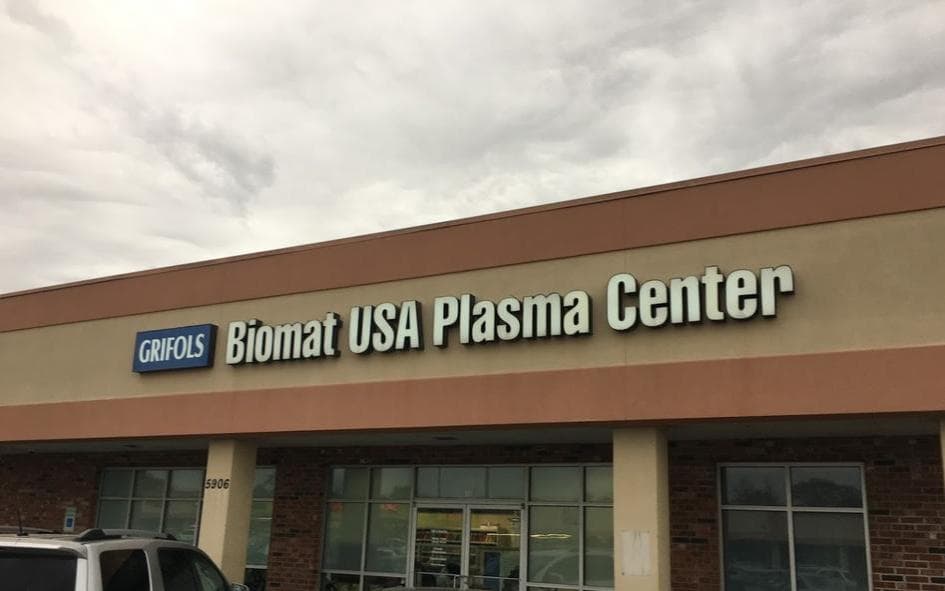 GRIFOLS Biomat USA Plasma Center
5906